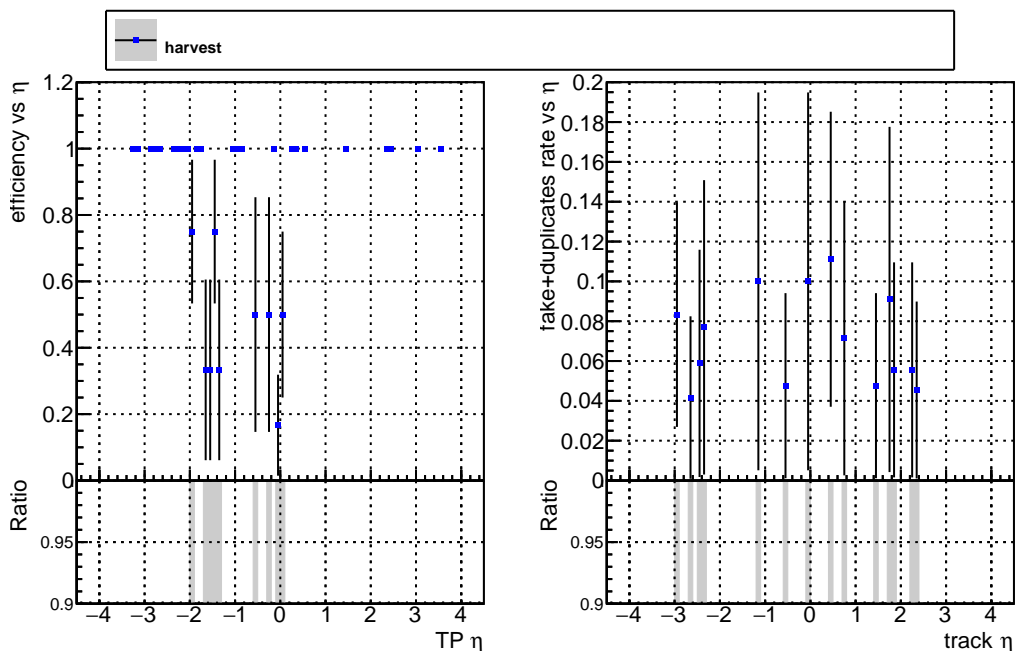 harvest
efficiency vs η
1.2
1
0.8
0.6
0.4
0.2
0
Ratio
0.95
0.9
−4 −3 −2 −1 0 1 2 3 4
TP η
fake+duplicates rate vs η
0.2
0.18
0.16
0.14
0.12
0.1
0.08
0.06
0.04
0.02
0
Ratio
0.95
0.9
−4 −3 −2 −1 0 1 2 3 4
track η